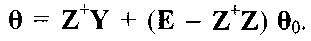 θ = Z⁺Y + (E − Z⁺Z) θ₀.